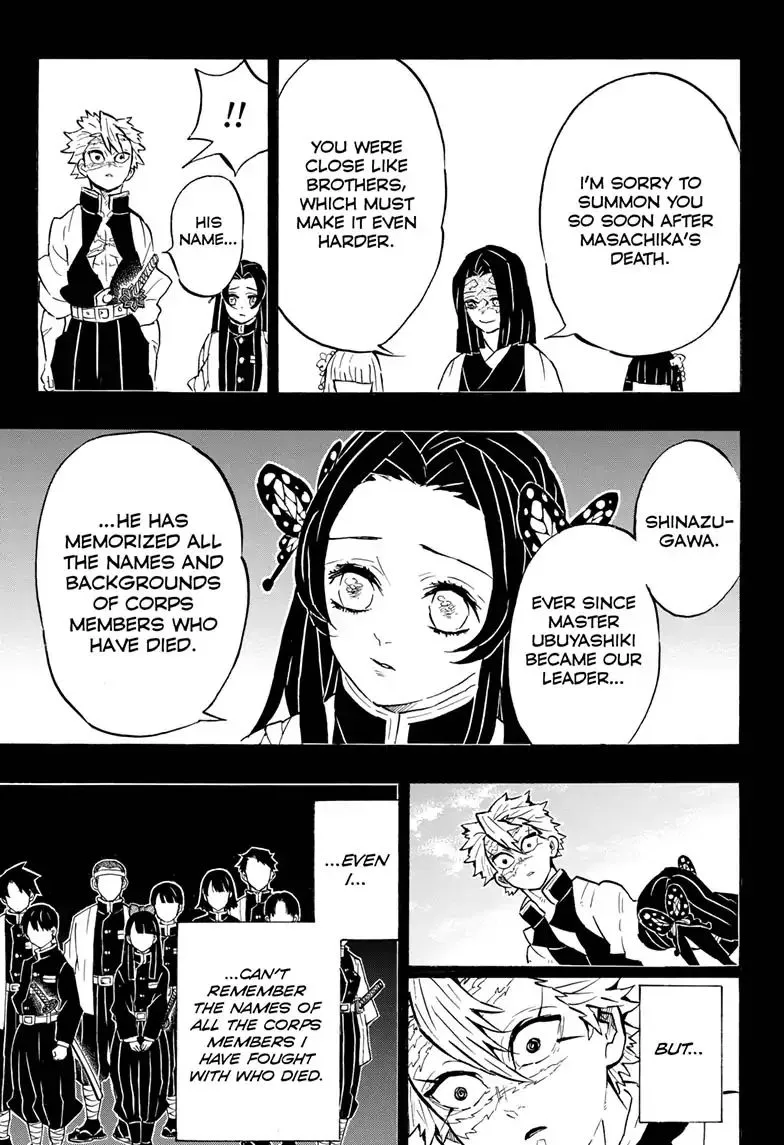 I'M SORRY TO
SUMMON YOU
SO SOON AFTER
MASACHIKA'S
DEATH.
YOU WERE
CLOSE LIKE
BROTHERS,
WHICH MUST
MAKE IT EVEN
HARDER.
!!
HIS
NAME...
SHINAZU-
GAWA.
EVER SINCE
MASTER
UBUYASHIKI
BECAME OUR
LEADER...
...HE HAS
MEMORIZED ALL
THE NAMES AND
BACKGROUNDS
OF CORPS
MEMBERS WHO
HAVE DIED.
BUT...
...EVEN
I...
...CAN'T
REMEMBER
THE NAMES OF
ALL THE CORPS
MEMBERS I
HAVE FOUGHT
WITH WHO DIED.